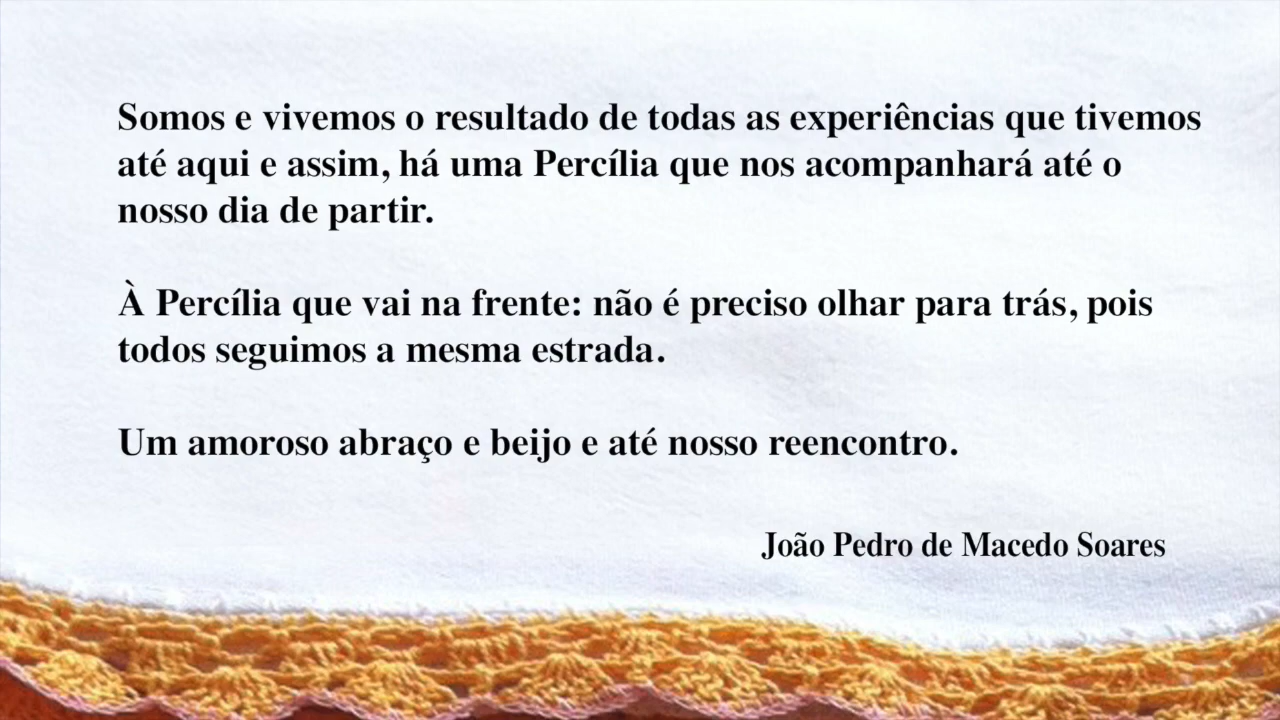 Somos e vivemos o resultado de todas as experiências que tivemos
até aqui e assim, há uma Percília que nos acompanhará até o
nosso dia de partir.
À Percília que vai na frente: não é preciso olhar para trás, pois
todos seguimos a mesma estrada.
Um amoroso abraço e beijo e até nosso reencontro.
João Pedro de Macedo Soares